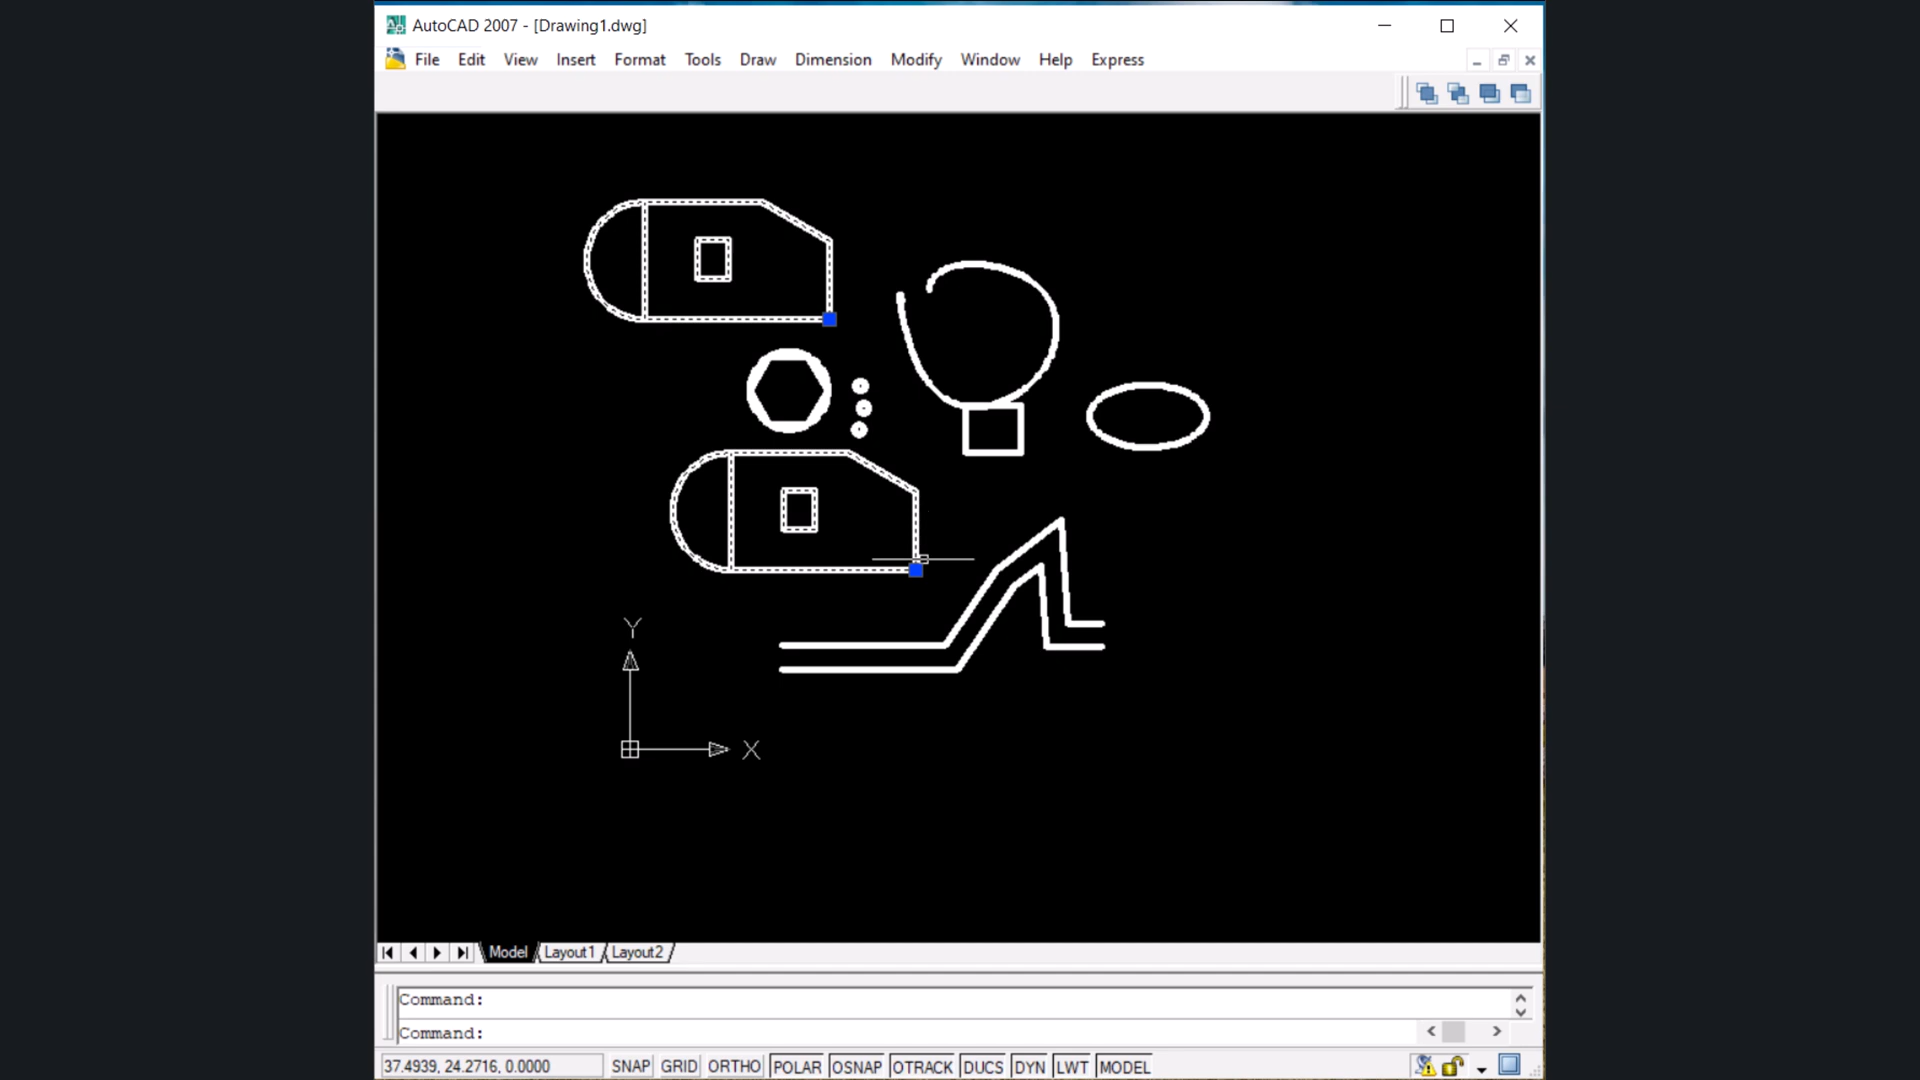 AutoCAD 2007 - [Drawing1.dwg]
File Edit View Insert Format Tools Draw Dimension Modify Window Help Express
Y
X
Model Layout1 Layout2
Command:
Command:
37.4939, 24.2716, 0.0000 SNAP GRID ORTHO POLAR OSNAP OTRACK DUCS DYN LWT MODEL